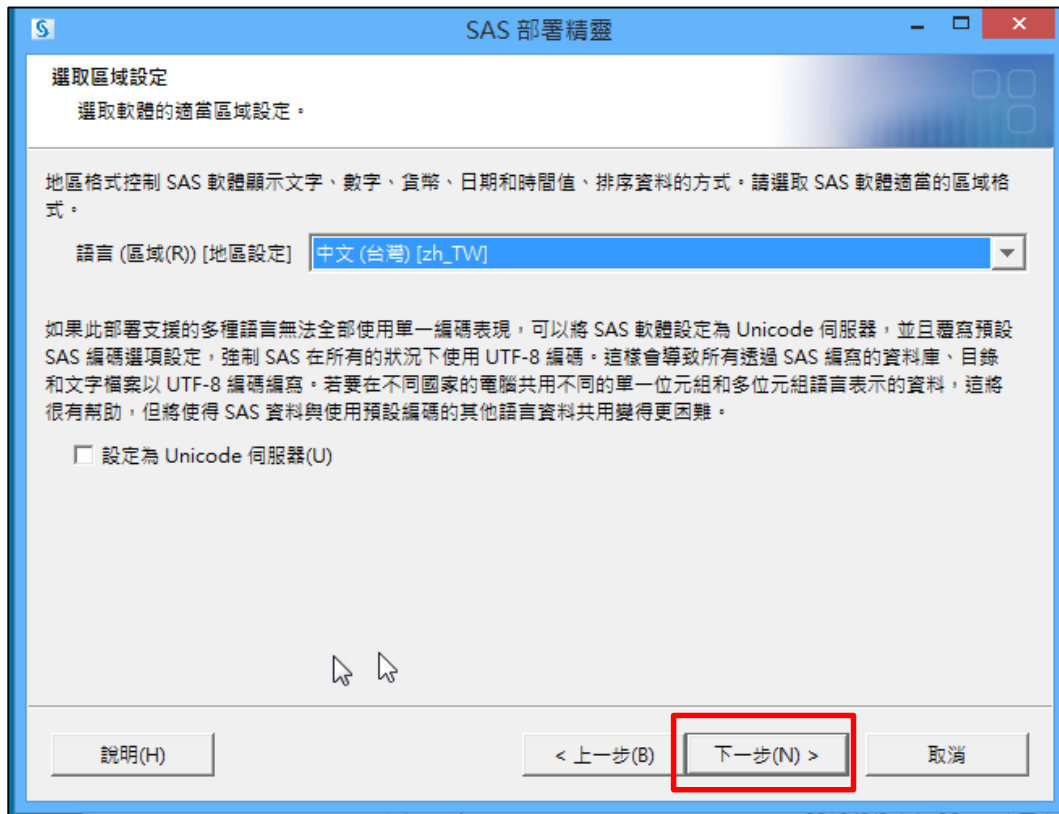 SAS 部署精靈
選取區域設定
選取軟體的適當區域設定。
地區格式控制 SAS 軟體顯示文字、數字、貨幣、日期和時間值、排序資料的方式。請選取 SAS 軟體適當的區域格
式。
語言 (區域(R)) [地區設定] 中文 (台灣) [zh_TW]
如果此部署支援的多種語言無法全部使用單一編碼表現，可以將 SAS 軟體設定為 Unicode 伺服器，並且覆寫預設
SAS 編碼選項設定，強制 SAS 在所有的狀況下使用 UTF-8 編碼。這樣會導致所有透過 SAS 編寫的資料庫、目錄
和文字檔案以 UTF-8 編碼編寫。若要在不同國家的電腦共用不同的單一位元組和多位元組語言表示的資料，這將
很有幫助，但將使得 SAS 資料與使用預設編碼的其他語言資料共用變得更困難。
設定為 Unicode 伺服器(U)
說明(H) < 上一步(B) 下一步(N) > 取消